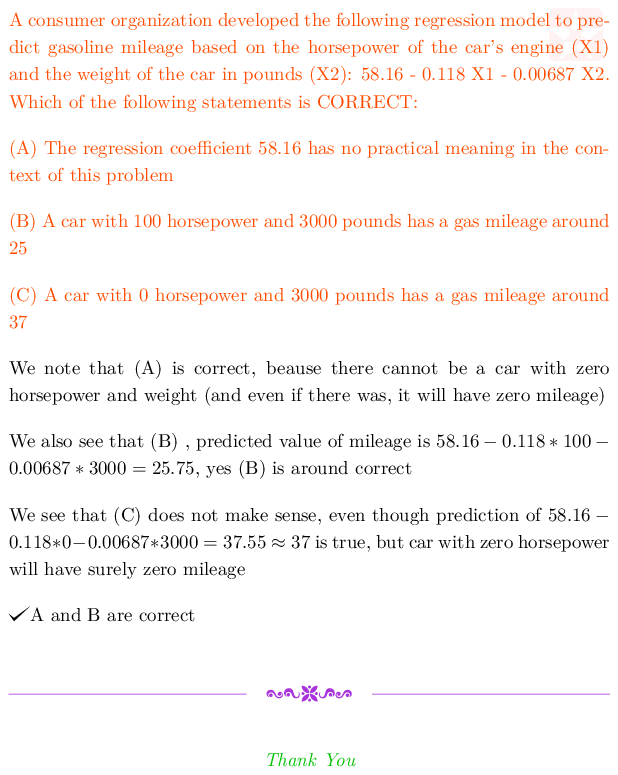 A consumer organization developed the following regression model to pre-
dict gasoline mileage based on the horsepower of the car's engine (X1)
and the weight of the car in pounds (X2): 58.16 - 0.118 X1 - 0.00687 X2.
Which of the following statements is CORRECT:
(A) The regression coefficient 58.16 has no practical meaning in the con-
text of this problem
(B) A car with 100 horsepower and 3000 pounds has a gas mileage around
25
(C) A car with 0 horsepower and 3000 pounds has a gas mileage around
37
We note that (A) is correct, beause there cannot be a car with zero
horsepower and weight (and even if there was, it will have zero mileage)
We also see that (B) , predicted value of mileage is 58.16 − 0.118 ∗ 100 −
0.00687 ∗ 3000 = 25.75, yes (B) is around correct
We see that (C) does not make sense, even though prediction of 58.16 −
0.118∗0−0.00687∗3000 = 37.55 ≈ 37 is true, but car with zero horsepower
will have surely zero mileage
✓A and B are correct
Thank You